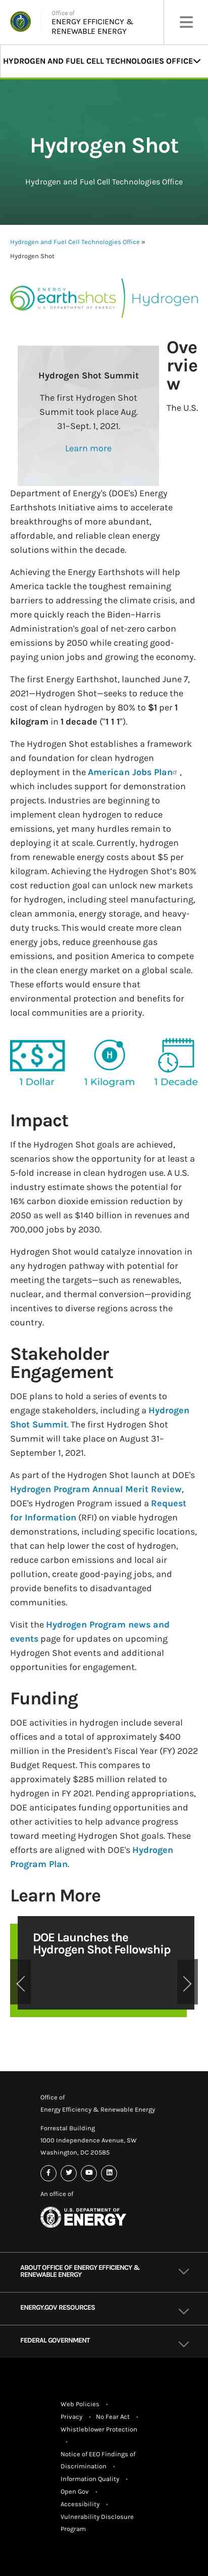 Office of
ENERGY EFFICIENCY &
RENEWABLE ENERGY
HYDROGEN AND FUEL CELL TECHNOLOGIES OFFICE
Hydrogen Shot
Hydrogen and Fuel Cell Technologies Office
Hydrogen and Fuel Cell Technologies Office »
Hydrogen Shot
ENERGY
earthshots
U.S. DEPARTMENT OF ENERGY
Hydrogen
Hydrogen Shot Summit
The first Hydrogen Shot
Summit took place Aug.
31–Sept. 1, 2021.
Learn more
Ove
rvie
w
The U.S.
Department of Energy's (DOE's) Energy
Earthshots Initiative aims to accelerate
breakthroughs of more abundant,
affordable, and reliable clean energy
solutions within the decade.
Achieving the Energy Earthshots will help
America tackle the toughest remaining
barriers to addressing the climate crisis, and
more quickly reach the Biden-Harris
Administration's goal of net-zero carbon
emissions by 2050 while creating good-
paying union jobs and growing the economy.
The first Energy Earthshot, launched June 7,
2021—Hydrogen Shot—seeks to reduce the
cost of clean hydrogen by 80% to $1 per 1
kilogram in 1 decade ("1 1 1").
The Hydrogen Shot establishes a framework
and foundation for clean hydrogen
deployment in the American Jobs Plan ,
which includes support for demonstration
projects. Industries are beginning to
implement clean hydrogen to reduce
emissions, yet many hurdles remain to
deploying it at scale. Currently, hydrogen
from renewable energy costs about $5 per
kilogram. Achieving the Hydrogen Shot's 80%
cost reduction goal can unlock new markets
for hydrogen, including steel manufacturing,
clean ammonia, energy storage, and heavy-
duty trucks. This would create more clean
energy jobs, reduce greenhouse gas
emissions, and position America to compete
in the clean energy market on a global scale.
These efforts would ensure that
environmental protection and benefits for
local communities are a priority.
H
1 Dollar
1 Kilogram
1 Decade
Impact
If the Hydrogen Shot goals are achieved,
scenarios show the opportunity for at least a
5-fold increase in clean hydrogen use. A U.S.
industry estimate shows the potential for
16% carbon dioxide emission reduction by
2050 as well as $140 billion in revenues and
700,000 jobs by 2030.
Hydrogen Shot would catalyze innovation in
any hydrogen pathway with potential for
meeting the targets—such as renewables,
nuclear, and thermal conversion—providing
incentives to diverse regions across the
country.
Stakeholder
Engagement
DOE plans to hold a series of events to
engage stakeholders, including a Hydrogen
Shot Summit. The first Hydrogen Shot
Summit will take place on August 31–
September 1, 2021.
As part of the Hydrogen Shot launch at DOE's
Hydrogen Program Annual Merit Review,
DOE's Hydrogen Program issued a Request
for Information (RFI) on viable hydrogen
demonstrations, including specific locations,
that can help lower the cost of hydrogen,
reduce carbon emissions and local air
pollution, create good-paying jobs, and
provide benefits to disadvantaged
communities.
Visit the Hydrogen Program news and
events page for updates on upcoming
Hydrogen Shot events and additional
opportunities for engagement.
Funding
DOE activities in hydrogen include several
offices and a total of approximately $400
million in the President's Fiscal Year (FY) 2022
Budget Request. This compares to
approximately $285 million related to
hydrogen in FY 2021. Pending appropriations,
DOE anticipates funding opportunities and
other activities to help advance progress
toward meeting Hydrogen Shot goals. These
efforts are aligned with DOE's Hydrogen
Program Plan.
Learn More
DOE Launches the
Hydrogen Shot Fellowship
Office of
Energy Efficiency & Renewable Energy
Forrestal Building
1000 Independence Avenue, SW
Washington, DC 20585
An office of
U.S. DEPARTMENT OF
ENERGY
ABOUT OFFICE OF ENERGY EFFICIENCY &
RENEWABLE ENERGY
ENERGY.GOV RESOURCES
FEDERAL GOVERNMENT
Web Policies •
Privacy • No Fear Act •
Whistleblower Protection
•
Notice of EEO Findings of
Discrimination •
Information Quality •
Open Gov •
Accessibility •
Vulnerability Disclosure
Program